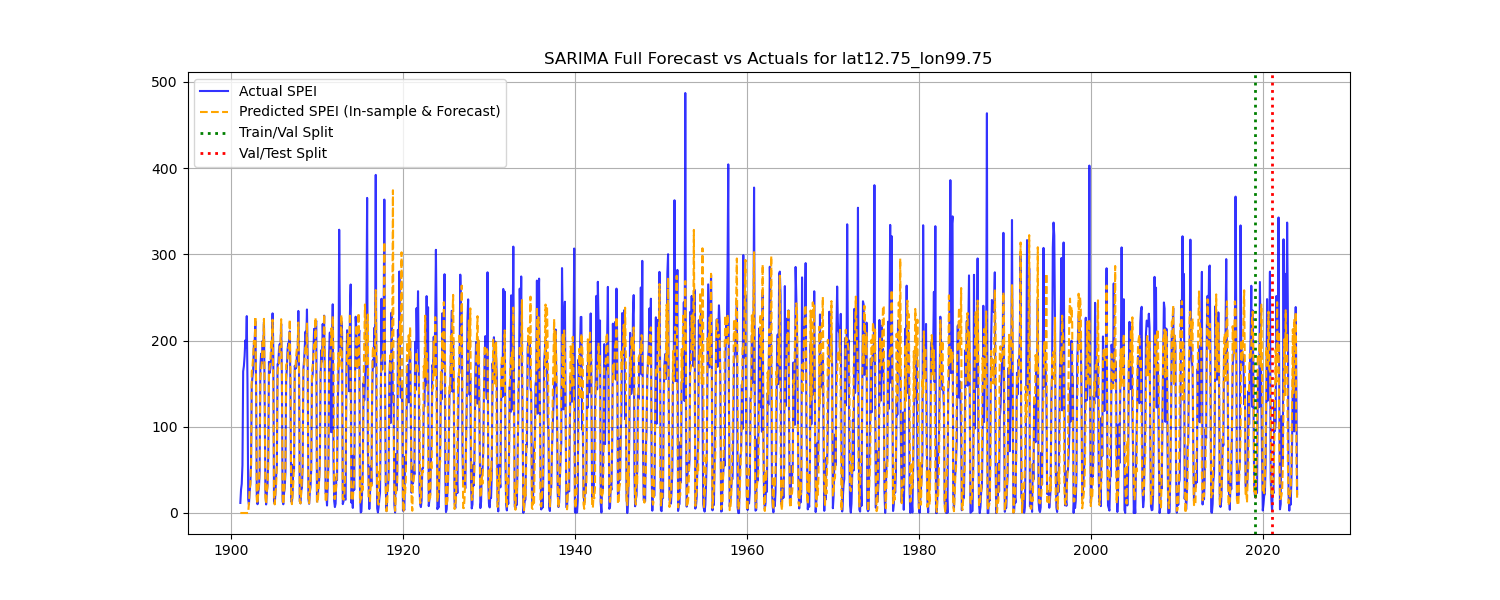 SARIMA Full Forecast vs Actuals for lat12.75_lon99.75
500
400
300
200
100
0
Actual SPEI
Predicted SPEI (In-sample & Forecast)
Train/Val Split
Val/Test Split
1900 1920 1940 1960 1980 2000 2020